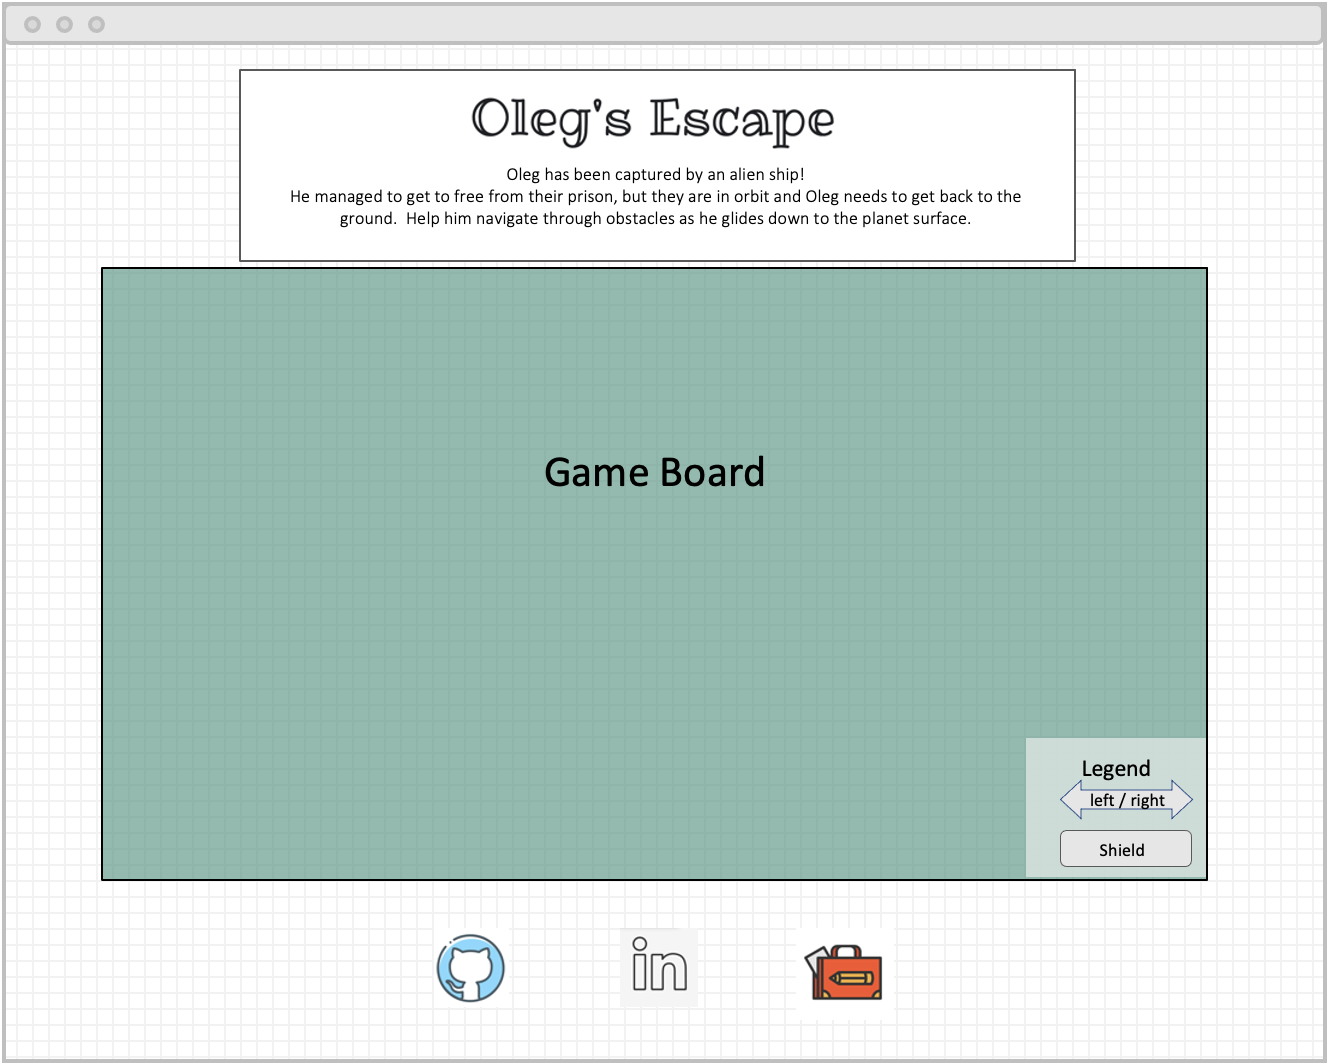 Oleg's Escape
Oleg has been captured by an alien ship!
He managed to get to free from their prison, but they are in orbit and Oleg needs to get back to the
ground.  Help him navigate through obstacles as he glides down to the planet surface.
Game Board
Legend
left / right
Shield
in